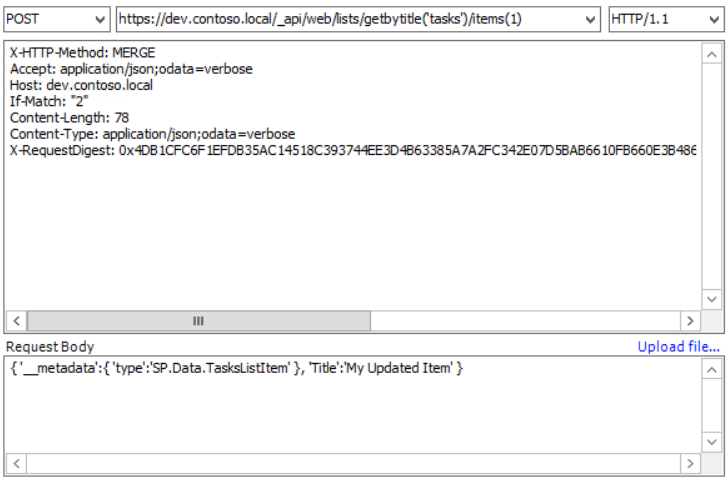 POST https://dev.contoso.local/_api/web/lists/getbytitle('tasks')/items(1) HTTP/1.1
X-HTTP-Method: MERGE
Accept: application/json;odata=verbose
Host: dev.contoso.local
If-Match: "2"
Content-Length: 78
Content-Type: application/json;odata=verbose
X-RequestDigest: 0x4DB1CFC6F1EFDB35AC14518C393744EE3D4B63385A7A2FC342E07D5BAB6610FB660E3B486
Request Body Upload file...
{ '__metadata':{ 'type':'SP.Data.TasksListItem' }, 'Title':'My Updated Item' }